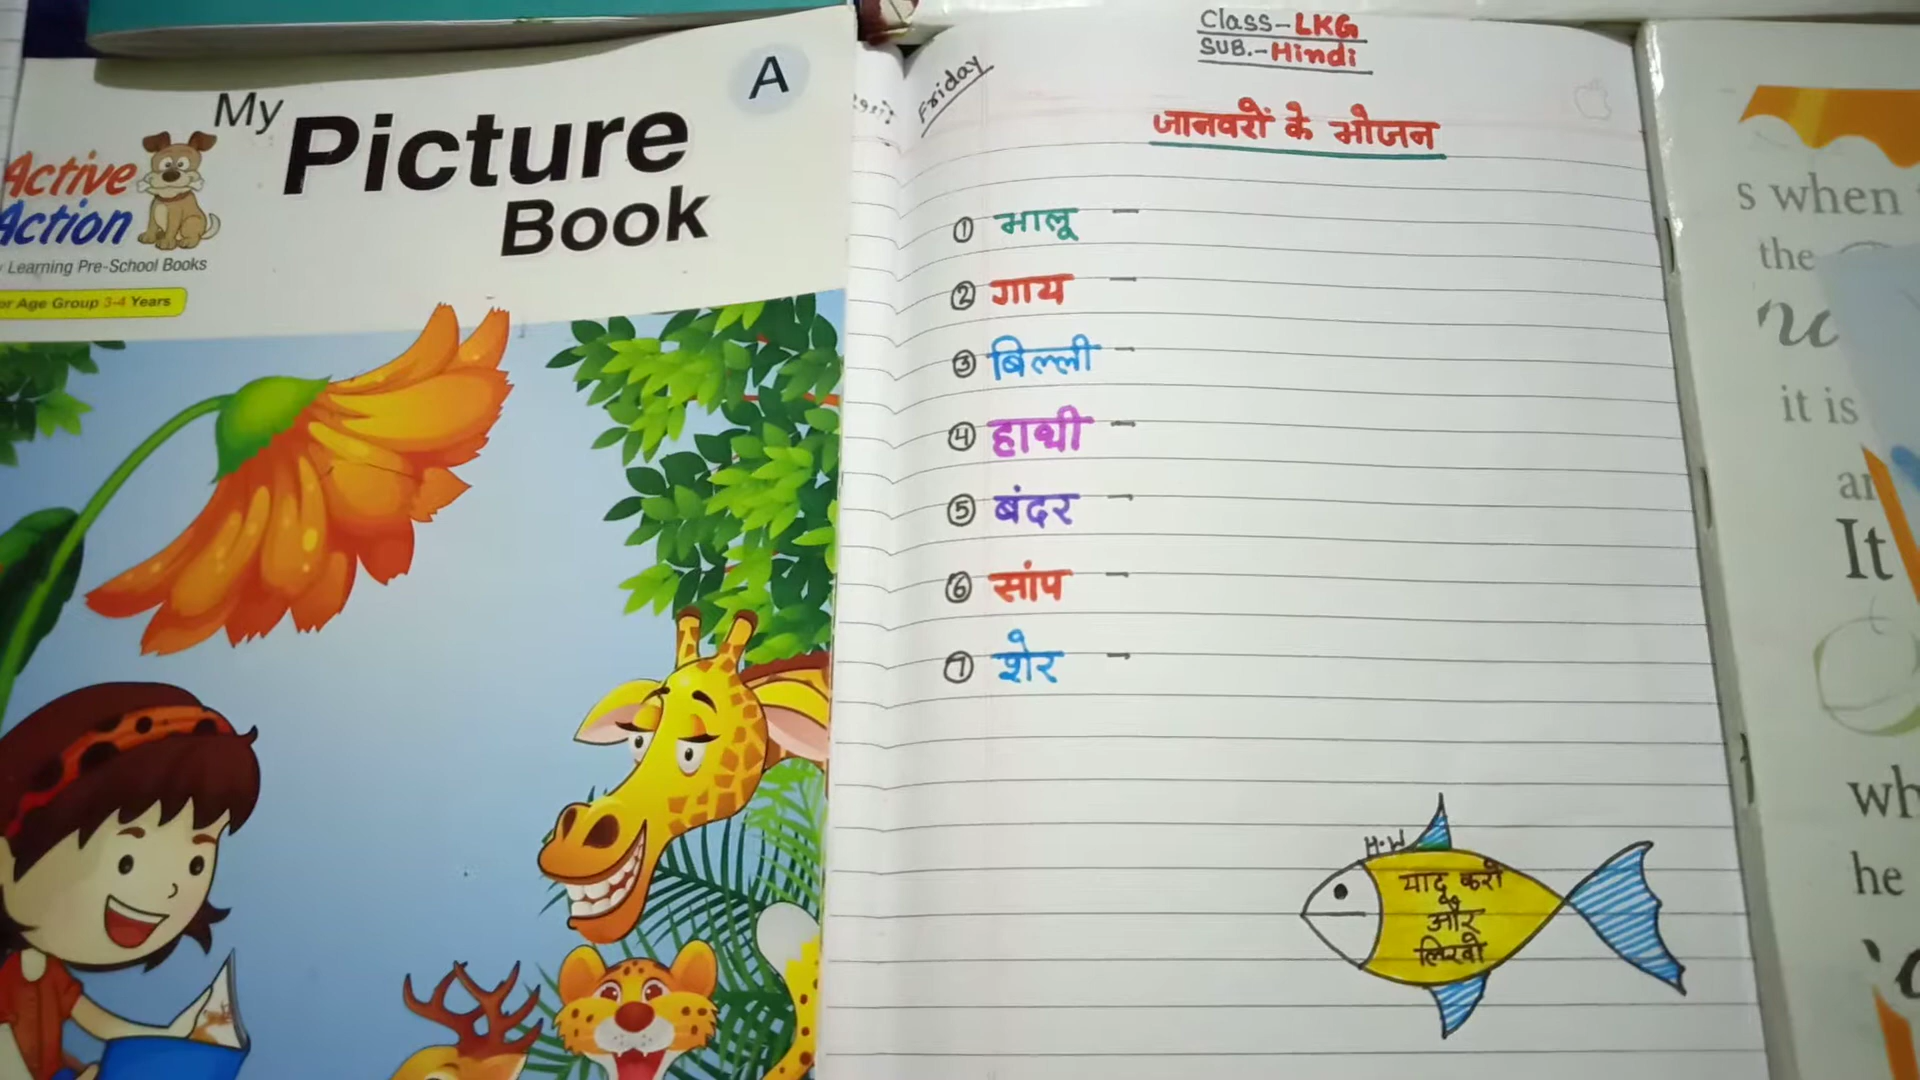 My
Picture
Book
A
Active
Action
Learning Pre-School Books
Age Group 3-4 Years
Friday
Class-LKG
SUB.-Hindi
जानवरों के भोजन
① भालू -
② गाय -
③ बिल्ली -
④ हाथी -
⑤ बंदर -
⑥ सांप -
⑦ शेर -
H.W
याद करो
और
लिखो
s when
the
it is
It
he